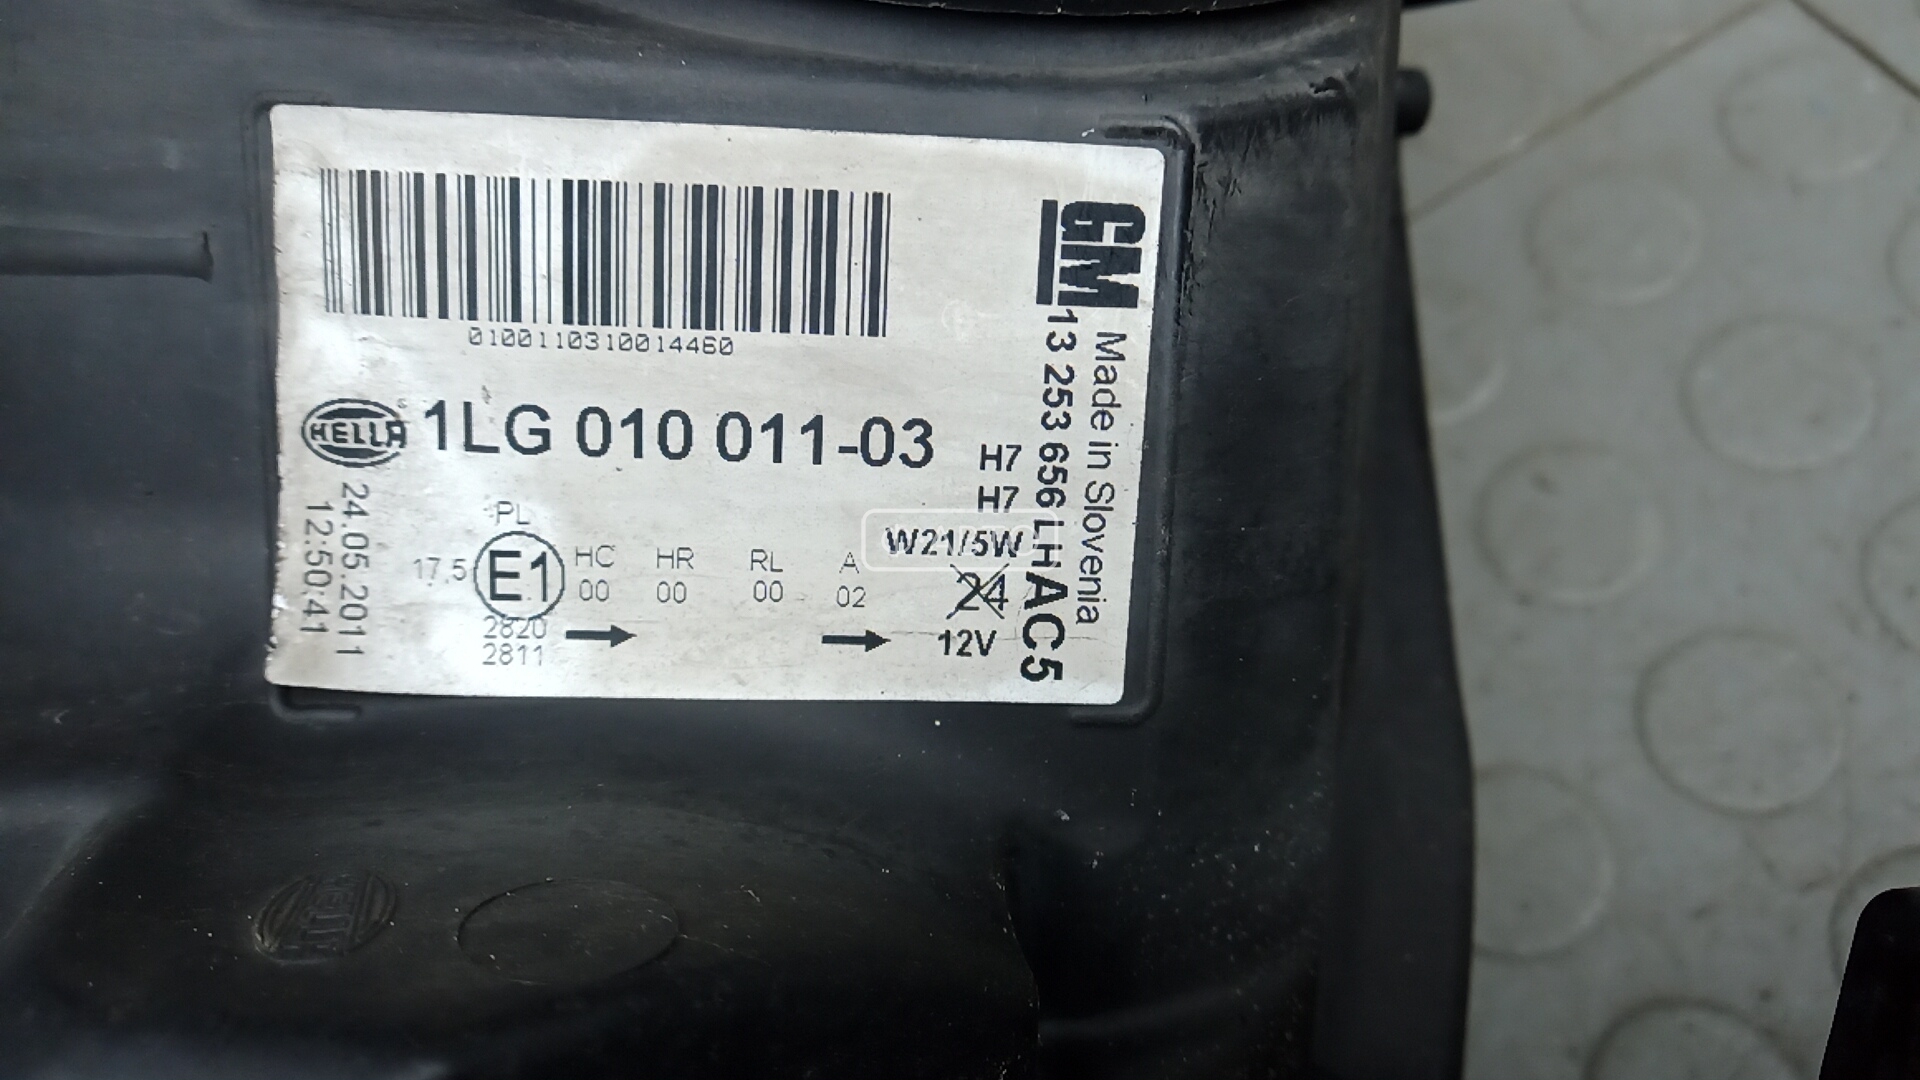 0100110310014460
HELLA
1LG 010 011-03
24.05.2011
12:50:41
PL
17,5
E1
HC HR RL A
00 00 00 02
2820
2811
H7
H7
W21/5W
24
12V
GM
13 253 656 LH AC5
Made in Slovenia